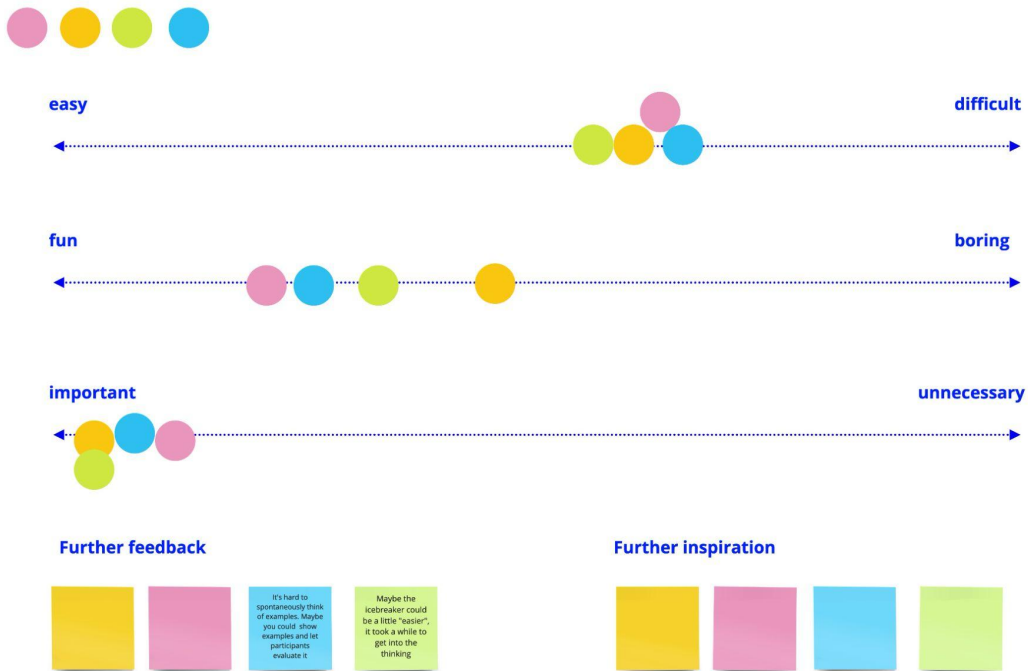 easy difficult
fun boring
important unnecessary
Further feedback Further inspiration
It's hard to
spontaneously think
of examples. Maybe
you could show
examples and let
participants
evaluate it
Maybe the
icebreaker could
be a little "easier",
it took a while to
get into the
thinking